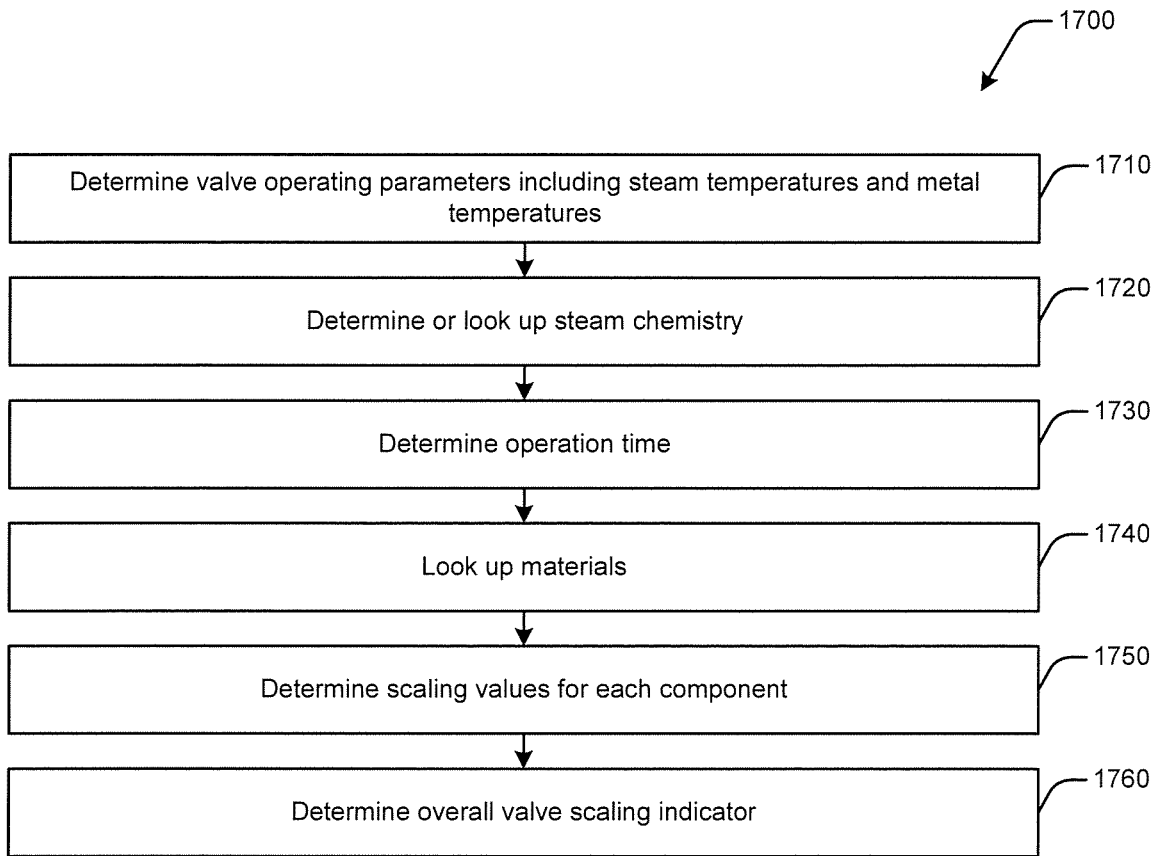 1700
Determine valve operating parameters including steam temperatures and metal
temperatures
1710
Determine or look up steam chemistry
1720
Determine operation time
1730
Look up materials
1740
Determine scaling values for each component
1750
Determine overall valve scaling indicator
1760